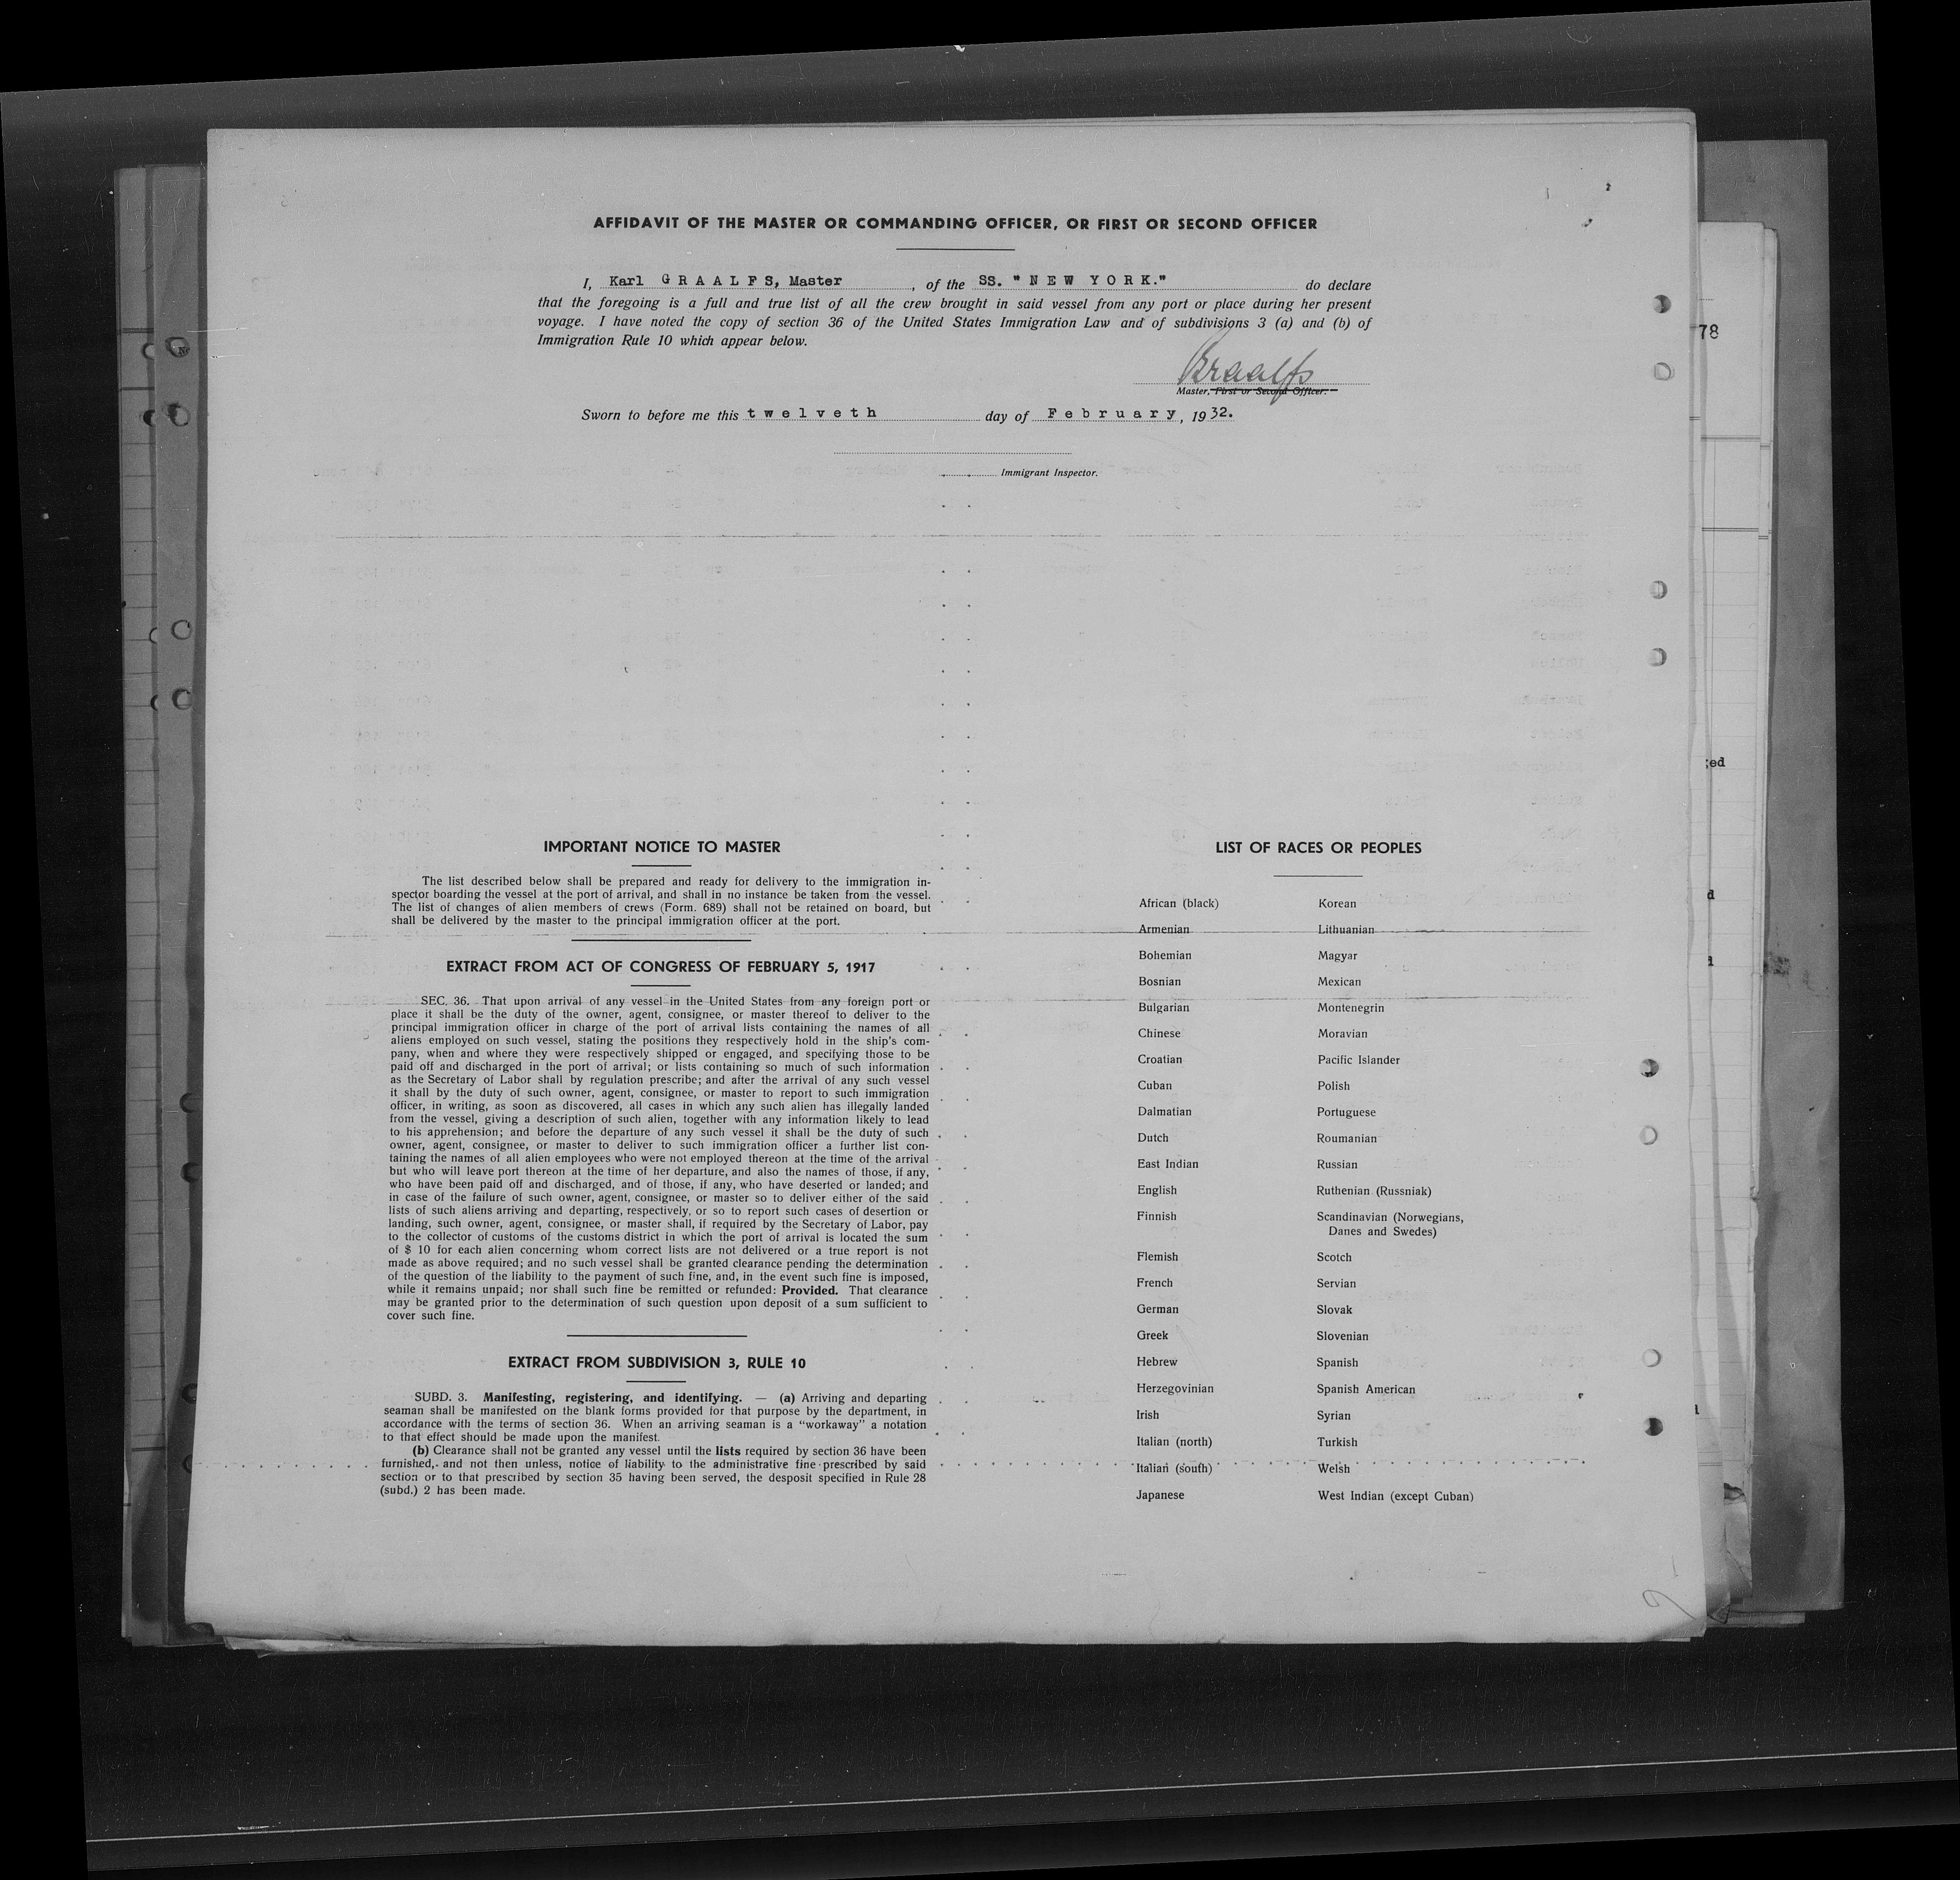 AFFIDAVIT OF THE MASTER OR COMMANDING OFFICER, OR FIRST OR SECOND OFFICER
I, Karl GRAALFS, Master, of the SS. "NEW YORK." do declare
that the foregoing is a full and true list of all the crew brought in said vessel from any port or place during her present
voyage. I have noted the copy of section 36 of the United States Immigration Law and of subdivisions 3 (a) and (b) of
Immigration Rule 10 which appear below.
Graalfs
Master, First or Second Officer.
Sworn to before me this twelveth day of February, 1932.
Immigrant Inspector.
IMPORTANT NOTICE TO MASTER
The list described below shall be prepared and ready for delivery to the immigration in-
spector boarding the vessel at the port of arrival, and shall in no instance be taken from the vessel.
The list of changes of alien members of crews (Form. 689) shall not be retained on board, but
shall be delivered by the master to the principal immigration officer at the port.
EXTRACT FROM ACT OF CONGRESS OF FEBRUARY 5, 1917
SEC. 36. That upon arrival of any vessel in the United States from any foreign port or
place it shall be the duty of the owner, agent, consignee, or master thereof to deliver to the
principal immigration officer in charge of the port of arrival lists containing the names of all
aliens employed on such vessel, stating the positions they respectively hold in the ship's com-
pany, when and where they were respectively shipped or engaged, and specifying those to be
paid off and discharged in the port of arrival; or lists containing so much of such information
as the Secretary of Labor shall by regulation prescribe; and after the arrival of any such vessel
it shall by the duty of such owner, agent, consignee, or master to report to such immigration
officer, in writing, as soon as discovered, all cases in which any such alien has illegally landed
from the vessel, giving a description of such alien, together with any information likely to lead
to his apprehension; and before the departure of any such vessel it shall be the duty of such
owner, agent, consignee, or master to deliver to such immigration officer a further list con-
taining the names of all alien employees who were not employed thereon at the time of the arrival
but who will leave port thereon at the time of her departure, and also the names of those, if any,
who have been paid off and discharged, and of those, if any, who have deserted or landed; and
in case of the failure of such owner, agent, consignee, or master so to deliver either of the said
lists of such aliens arriving and departing, respectively, or so to report such cases of desertion or
landing, such owner, agent, consignee, or master shall, if required by the Secretary of Labor, pay
to the collector of customs of the customs district in which the port of arrival is located the sum
of $ 10 for each alien concerning whom correct lists are not delivered or a true report is not
made as above required; and no such vessel shall be granted clearance pending the determination
of the question of the liability to the payment of such fine, and, in the event such fine is imposed,
while it remains unpaid; nor shall such fine be remitted or refunded: Provided. That clearance
may be granted prior to the determination of such question upon deposit of a sum sufficient to
cover such fine.
EXTRACT FROM SUBDIVISION 3, RULE 10
SUBD. 3. Manifesting, registering, and identifying. — (a) Arriving and departing
seaman shall be manifested on the blank forms provided for that purpose by the department, in
accordance with the terms of section 36. When an arriving seaman is a "workaway" a notation
to that effect should be made upon the manifest.
(b) Clearance shall not be granted any vessel until the lists required by section 36 have been
furnished, and not then unless, notice of liability to the administrative fine prescribed by said
section or to that prescribed by section 35 having been served, the desposit specified in Rule 28
(subd.) 2 has been made.
LIST OF RACES OR PEOPLES
African (black)
Armenian
Bohemian
Bosnian
Bulgarian
Chinese
Croatian
Cuban
Dalmatian
Dutch
East Indian
English
Finnish
Flemish
French
German
Greek
Hebrew
Herzegovinian
Irish
Italian (north)
Italian (south)
Japanese
Korean
Lithuanian
Magyar
Mexican
Montenegrin
Moravian
Pacific Islander
Polish
Portuguese
Roumanian
Russian
Ruthenian (Russniak)
Scandinavian (Norwegians,
Danes and Swedes)
Scotch
Servian
Slovak
Slovenian
Spanish
Spanish American
Syrian
Turkish
Welsh
West Indian (except Cuban)
78